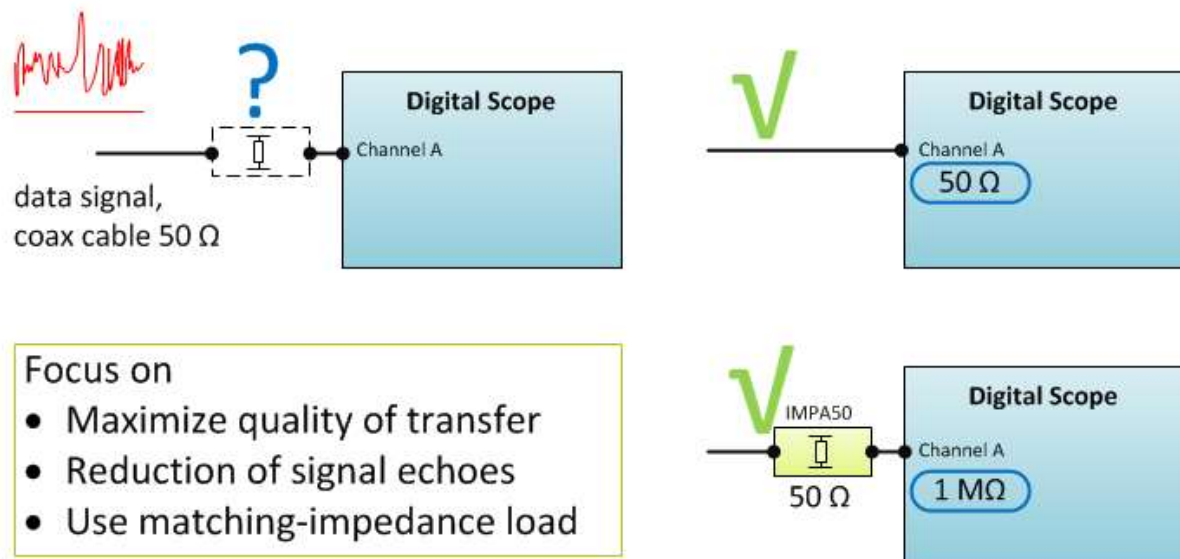 ?
Digital Scope
Channel A
data signal,
coax cable 50 Ω
√
Digital Scope
Channel A
50 Ω
Focus on
• Maximize quality of transfer
• Reduction of signal echoes
• Use matching-impedance load
√
IMPA50
50 Ω
Digital Scope
Channel A
1 MΩ